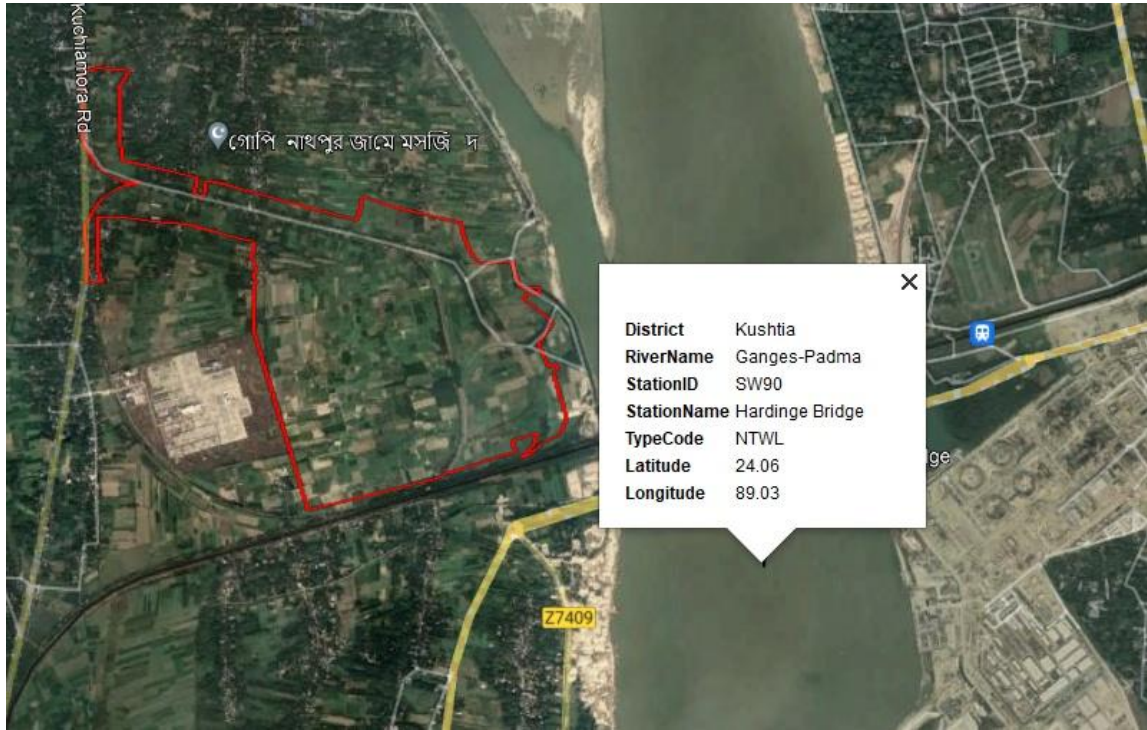 Kuchiamora Rd
গোপি নাথপুর জামে মসজি দ
District Kushtia
RiverName Ganges-Padma
StationID SW90
StationName Hardinge Bridge
TypeCode NTWL
Latitude 24.06
Longitude 89.03
lge
Z7409